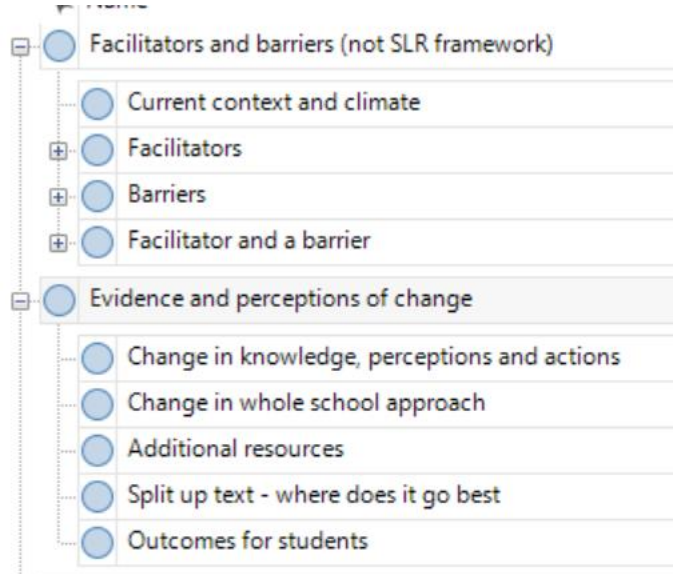 Name
Facilitators and barriers (not SLR framework)
Current context and climate
Facilitators
Barriers
Facilitator and a barrier
Evidence and perceptions of change
Change in knowledge, perceptions and actions
Change in whole school approach
Additional resources
Split up text - where does it go best
Outcomes for students